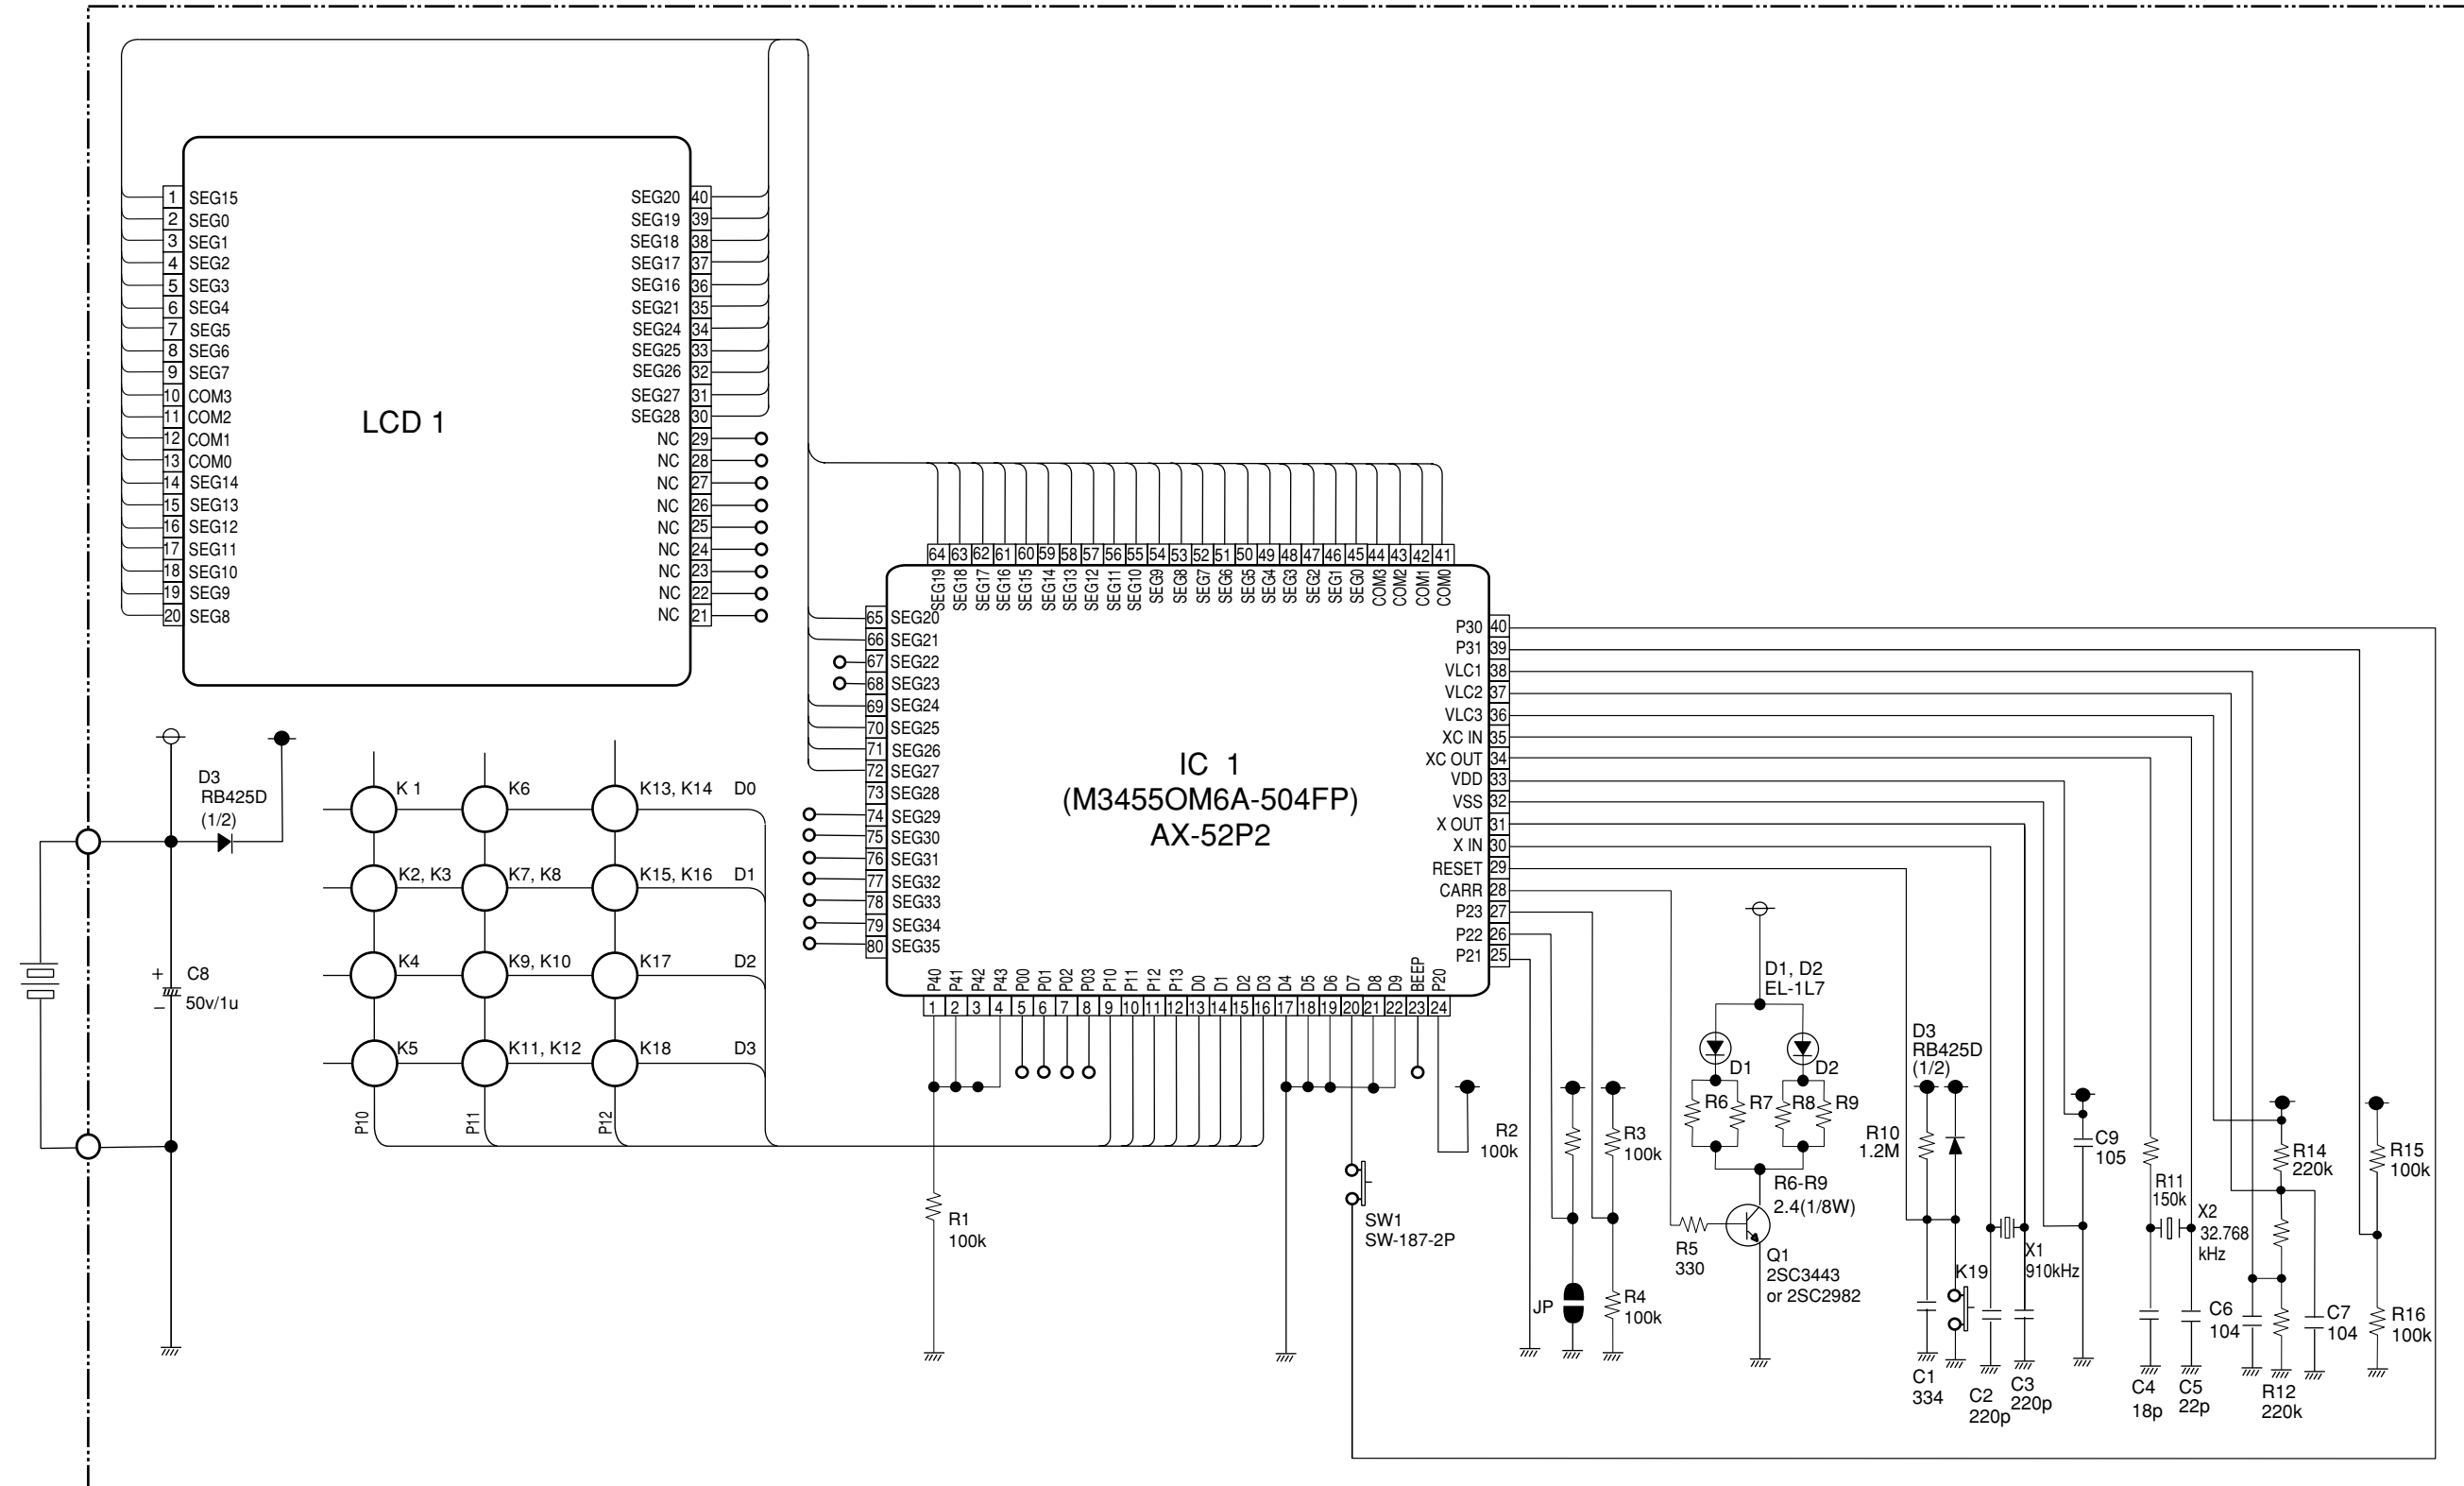 1 SEG15
2 SEG0
3 SEG1
4 SEG2
5 SEG3
6 SEG4
7 SEG5
8 SEG6
9 SEG7
10 COM3
11 COM2
12 COM1
13 COM0
14 SEG14
15 SEG13
16 SEG12
17 SEG11
18 SEG10
19 SEG9
20 SEG8
LCD 1
SEG20 40
SEG19 39
SEG18 38
SEG17 37
SEG16 36
SEG21 35
SEG24 34
SEG25 33
SEG26 32
SEG27 31
SEG28 30
NC 29
NC 28
NC 27
NC 26
NC 25
NC 24
NC 23
NC 22
NC 21
64 63 62 61 60 59 58 57 56 55 54 53 52 51 50 49 48 47 46 45 44 43 42 41
SEG19 SEG18 SEG17 SEG16 SEG15 SEG14 SEG13 SEG12 SEG11 SEG10 SEG9 SEG8 SEG7 SEG6 SEG5 SEG4 SEG3 SEG2 SEG1 SEG0 COM3 COM2 COM1 COM0
65 SEG20
66 SEG21
67 SEG22
68 SEG23
69 SEG24
70 SEG25
71 SEG26
72 SEG27
73 SEG28
74 SEG29
75 SEG30
76 SEG31
77 SEG32
78 SEG33
79 SEG34
80 SEG35
IC 1
(M3455OM6A-504FP)
AX-52P2
P30 40
P31 39
VLC1 38
VLC2 37
VLC3 36
XC IN 35
XC OUT 34
VDD 33
VSS 32
X OUT 31
X IN 30
RESET 29
CARR 28
P23 27
P22 26
P21 25
P40 P41 P42 P43 P00 P01 P02 P03 P10 P11 P12 P13 D0 D1 D2 D3 D4 D5 D6 D7 D8 D9 BEEP P20
1 2 3 4 5 6 7 8 9 10 11 12 13 14 15 16 17 18 19 20 21 22 23 24
D3
RB425D
(1/2)
+
C8
50v/1u
−
K 1 K6 K13, K14 D0
K2, K3 K7, K8 K15, K16 D1
K4 K9, K10 K17 D2
K5 K11, K12 K18 D3
P10 P11 P12
R1
100k
SW1
SW-187-2P
R2
100k
R3
100k
JP
R4
100k
D1, D2
EL-1L7
D1 D2
R6 R7 R8 R9
R6-R9
2.4(1/8W)
R5
330
Q1
2SC3443
or 2SC2982
D3
RB425D
(1/2)
R10
1.2M
K19
C1
334
X1
910kHz
C2
220p
C3
220p
C9
105
R11
150k
X2
32.768
kHz
C4
18p
C5
22p
C6
104
R14
220k
C7
104
R12
220k
R15
100k
R16
100k